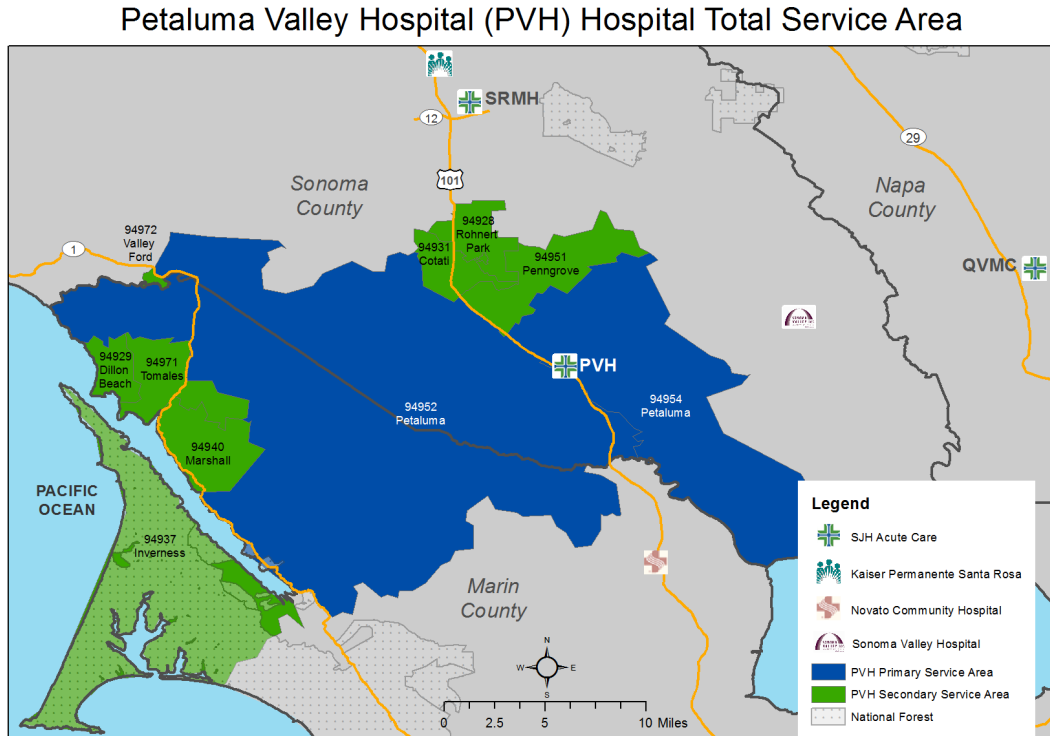 Petaluma Valley Hospital (PVH) Hospital Total Service Area
SRMH
12
29
101
Sonoma
County
Napa
County
94972
Valley
Ford
1
94928
Rohnert
Park
94931
Cotati
94951
Penngrove
QVMC
94929
Dillon
Beach
94971
Tomales
PVH
94952
Petaluma
94954
Petaluma
94940
Marshall
PACIFIC
OCEAN
94937
Inverness
Marin
County
N
W
E
S
0 2.5 5 10 Miles
Legend
SJH Acute Care
Kaiser Permanente Santa Rosa
Novato Community Hospital
Sonoma Valley Hospital
PVH Primary Service Area
PVH Secondary Service Area
National Forest